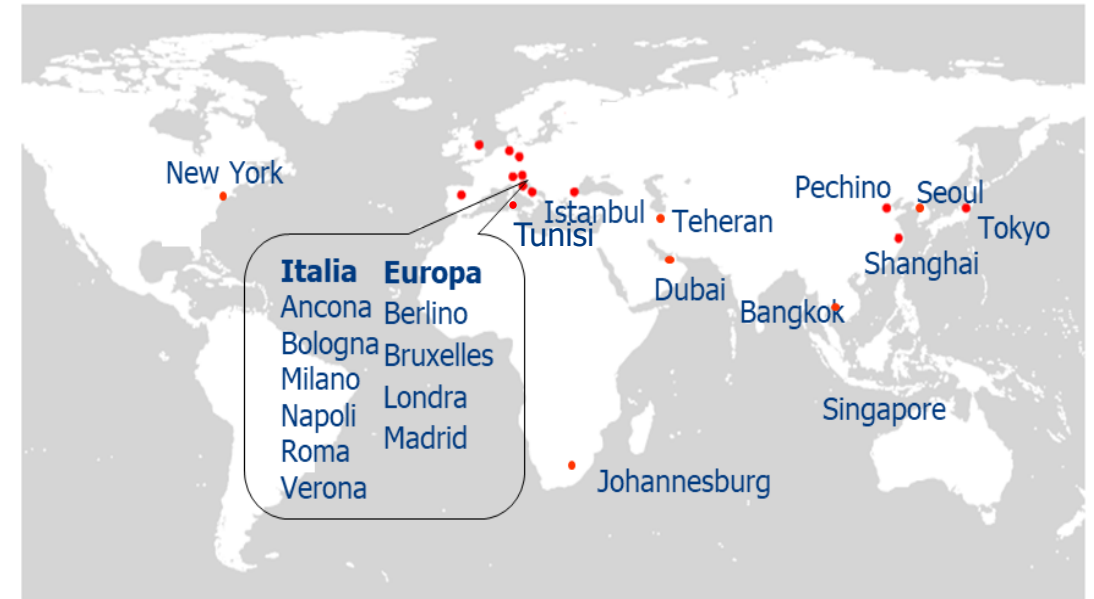 New York
Pechino
Seoul
Istanbul
Teheran
Tunisi
Tokyo
Shanghai
Dubai
Bangkok
Italia
Ancona
Bologna
Milano
Napoli
Roma
Verona
Europa
Berlino
Bruxelles
Londra
Madrid
Singapore
Johannesburg